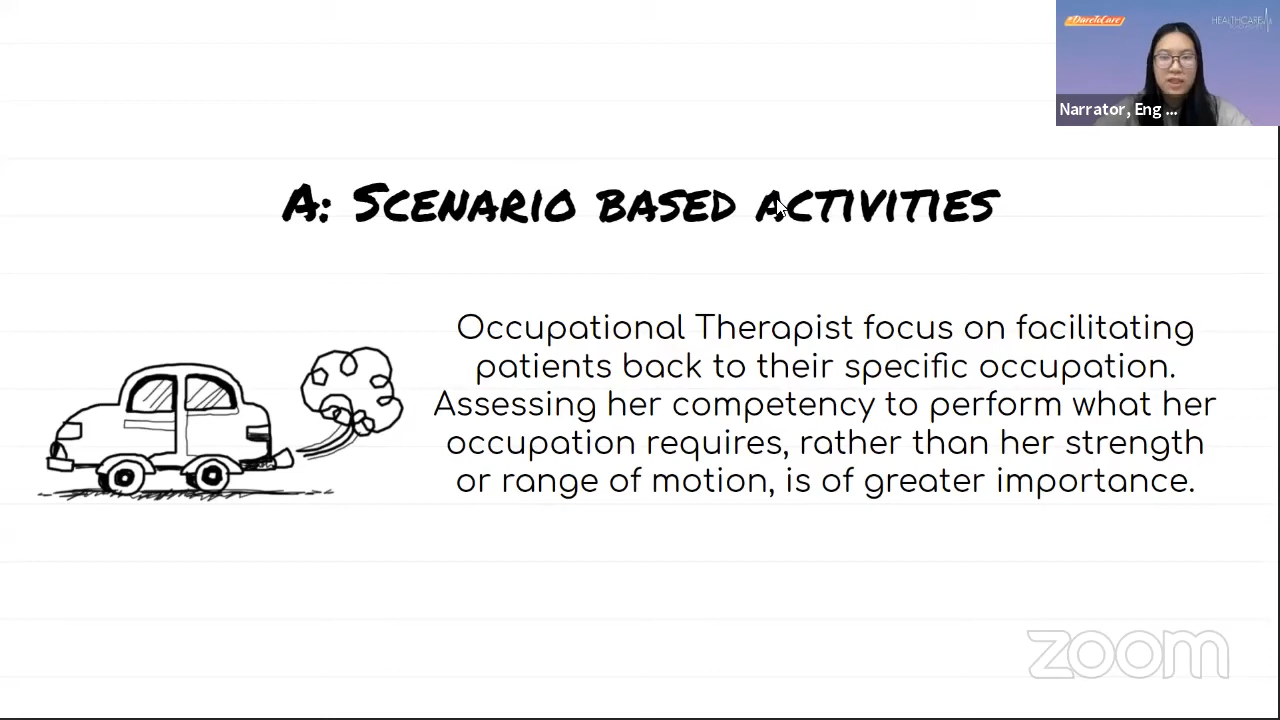 #DareToCare
HEALTHCARE
Narrator, Eng ...
A: SCENARIO BASED ACTIVITIES
Occupational Therapist focus on facilitating
patients back to their specific occupation.
Assessing her competency to perform what her
occupation requires, rather than her strength
or range of motion, is of greater importance.
zoom